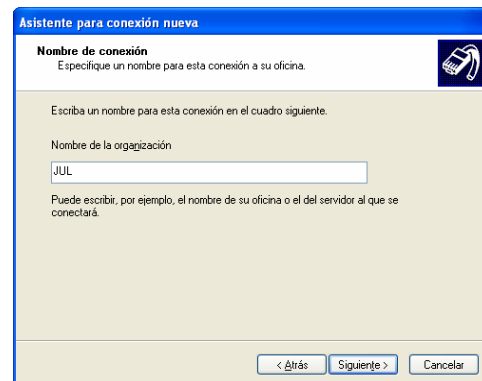 Asistente para conexión nueva
Nombre de conexión
Especifique un nombre para esta conexión a su oficina.
Escriba un nombre para esta conexión en el cuadro siguiente.
Nombre de la organización
JUL
Puede escribir, por ejemplo, el nombre de su oficina o el del servidor al que se
conectará.
< Atrás Siguiente > Cancelar